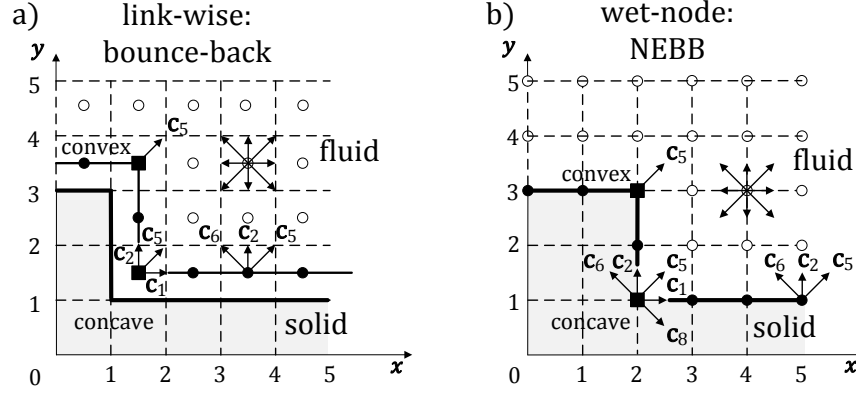 a)
link-wise:
bounce-back
y
5
4
3
2
1
0
1 2 3 4 5
x
convex
c5
fluid
c5
c2
c1
c6 c2 c5
concave
solid
b)
wet-node:
NEBB
y
5
4
3
2
1
0
1 2 3 4 5
x
convex
c5
fluid
c6 c2 c5
c1
c8
c6 c2 c5
concave
solid